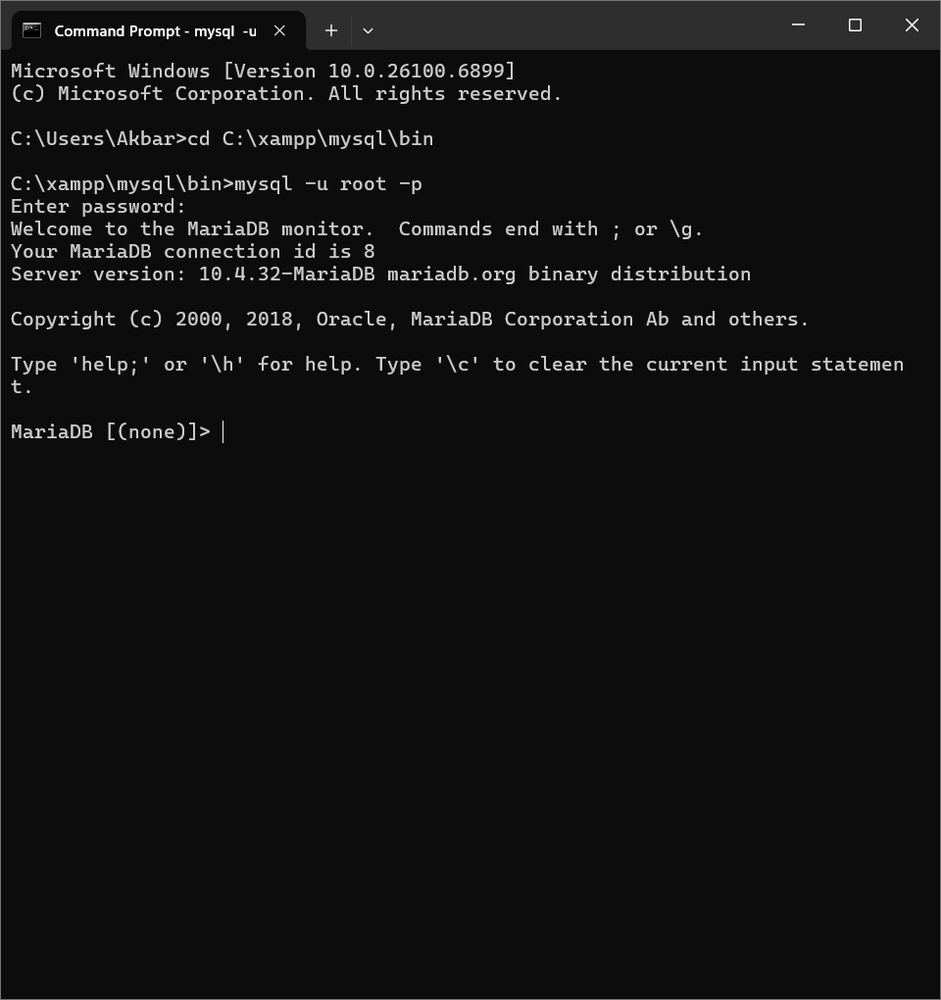 Command Prompt - mysql  -u
Microsoft Windows [Version 10.0.26100.6899]
(c) Microsoft Corporation. All rights reserved.
C:\Users\Akbar>cd C:\xampp\mysql\bin
C:\xampp\mysql\bin>mysql -u root -p
Enter password:
Welcome to the MariaDB monitor.  Commands end with ; or \g.
Your MariaDB connection id is 8
Server version: 10.4.32-MariaDB mariadb.org binary distribution
Copyright (c) 2000, 2018, Oracle, MariaDB Corporation Ab and others.
Type 'help;' or '\h' for help. Type '\c' to clear the current input statemen
t.
MariaDB [(none)]>